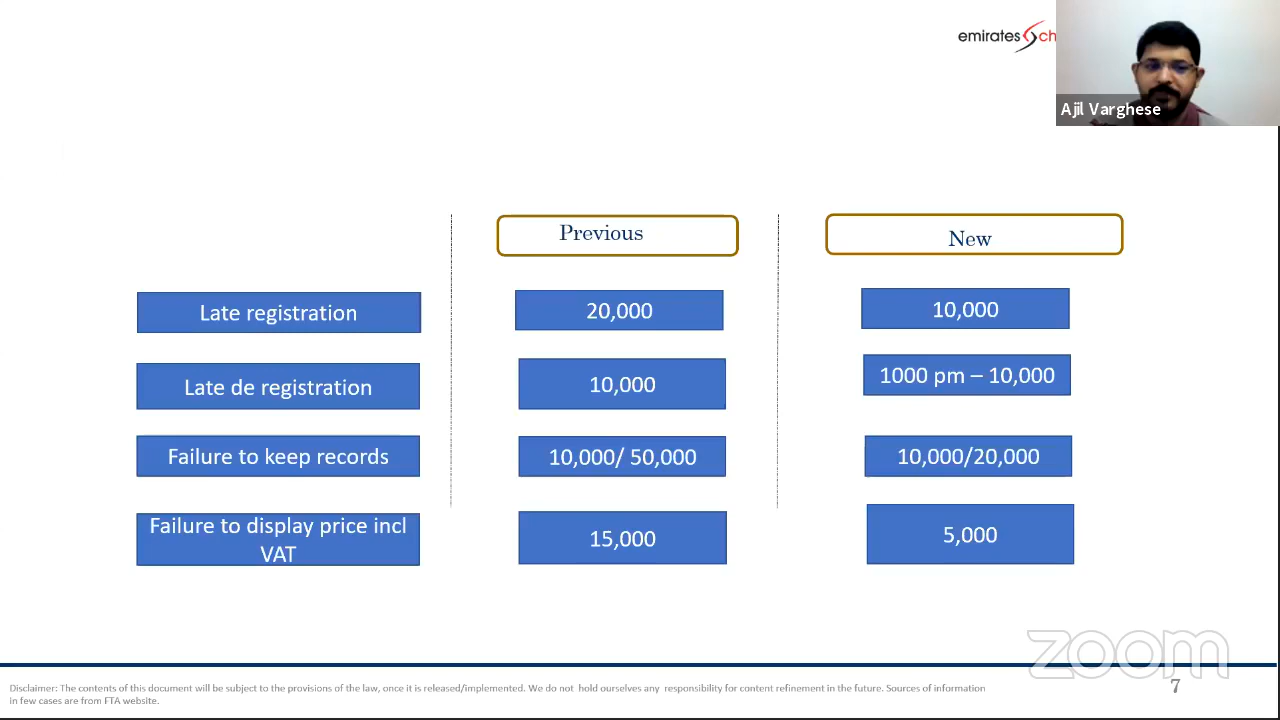 emirates ch
Ajil Varghese
Previous
New
Late registration
20,000
10,000
Late de registration
10,000
1000 pm – 10,000
Failure to keep records
10,000/ 50,000
10,000/20,000
Failure to display price incl
VAT
15,000
5,000
zoom
Disclaimer: The contents of this document will be subject to the provisions of the law, once it is released/implemented. We do not hold ourselves any responsibility for content refinement in the future. Sources of information
in few cases are from FTA website.
7